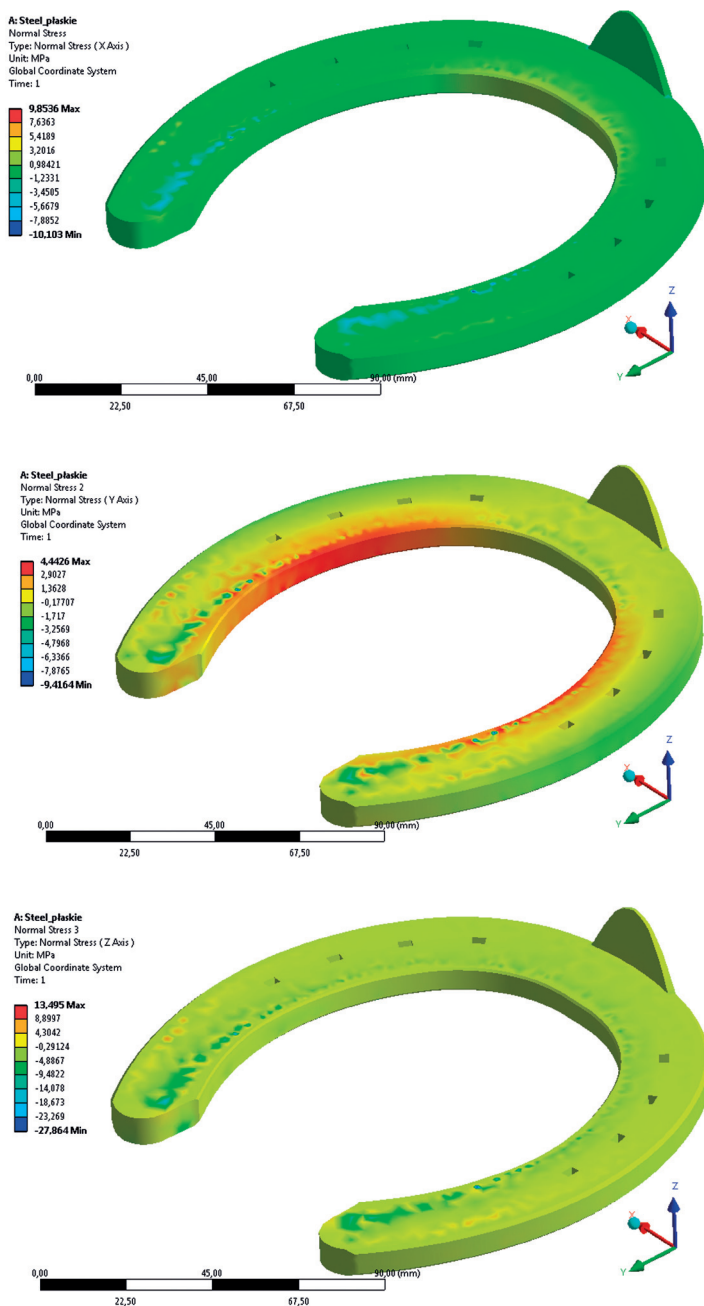 A: Steel_płaskie
Normal Stress
Type: Normal Stress ( X Axis )
Unit: MPa
Global Coordinate System
Time: 1
9,8536 Max
7,6363
5,4189
3,2016
0,98421
-1,2331
-3,4505
-5,6679
-7,8852
-10,103 Min
Z
X
Y
0,00 45,00 90,00 (mm)
22,50 67,50
A: Steel_płaskie
Normal Stress 2
Type: Normal Stress ( Y Axis )
Unit: MPa
Global Coordinate System
Time: 1
4,4426 Max
2,9027
1,3628
-0,17707
-1,717
-3,2569
-4,7968
-6,3366
-7,8765
-9,4164 Min
Z
X
Y
0,00 45,00 90,00 (mm)
22,50 67,50
A: Steel_płaskie
Normal Stress 3
Type: Normal Stress ( Z Axis )
Unit: MPa
Global Coordinate System
Time: 1
13,495 Max
8,8997
4,3042
-0,29124
-4,8867
-9,4822
-14,078
-18,673
-23,269
-27,864 Min
Z
X
Y
0,00 45,00 90,00 (mm)
22,50 67,50